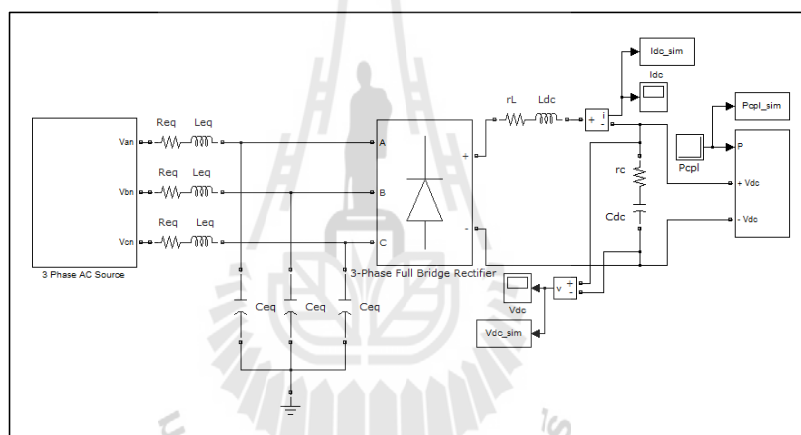 Idc_sim
Idc
rL Ldc
+ i
-
Pcpl_sim
P
Pcpl
+ Vdc
- Vdc
rc
Cdc
Req Leq
Van
Req Leq
Vbn
Req Leq
Vcn
3 Phase AC Source
A
B
C
+
-
3-Phase Full Bridge Rectifier
Ceq Ceq Ceq
Vdc
v +
-
Vdc_sim